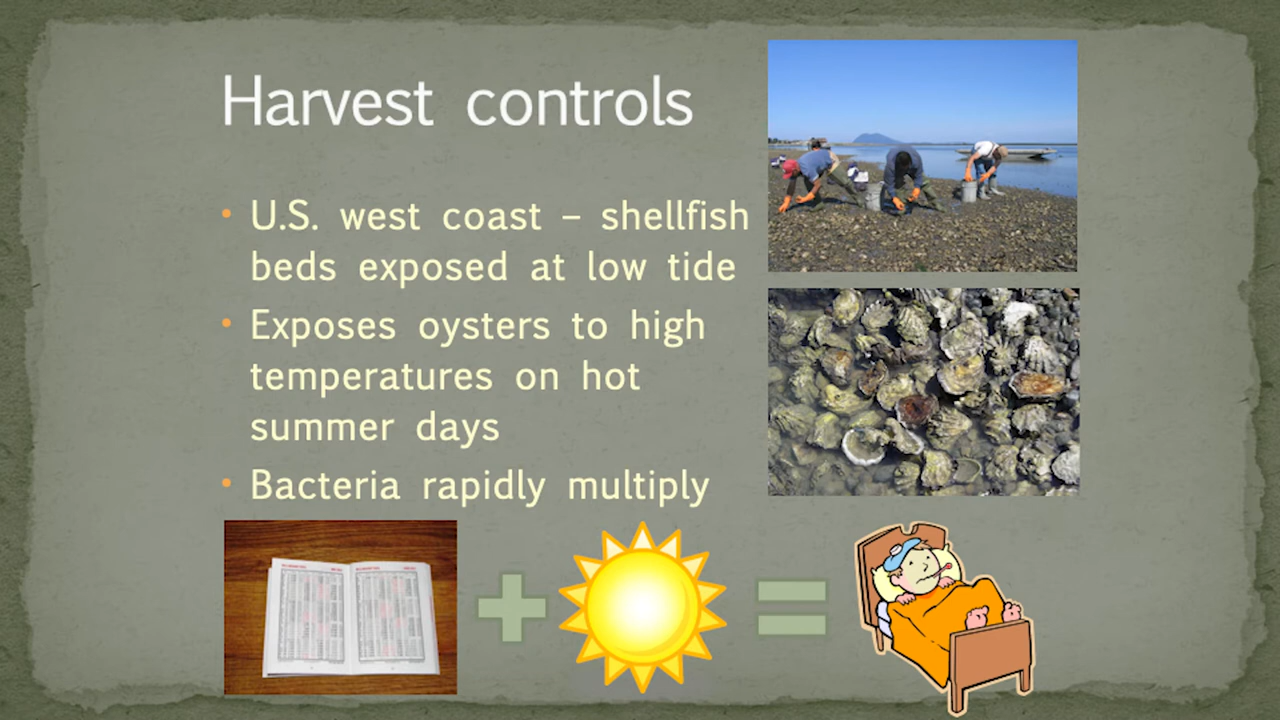 Harvest controls
• U.S. west coast – shellfish
beds exposed at low tide
• Exposes oysters to high
temperatures on hot
summer days
• Bacteria rapidly multiply